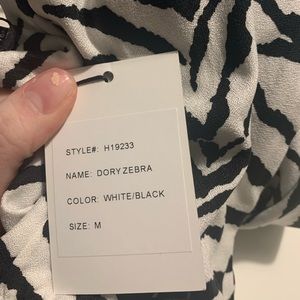 STYLE#: H19233
NAME: DORY ZEBRA
COLOR: WHITE/BLACK
SIZE: M